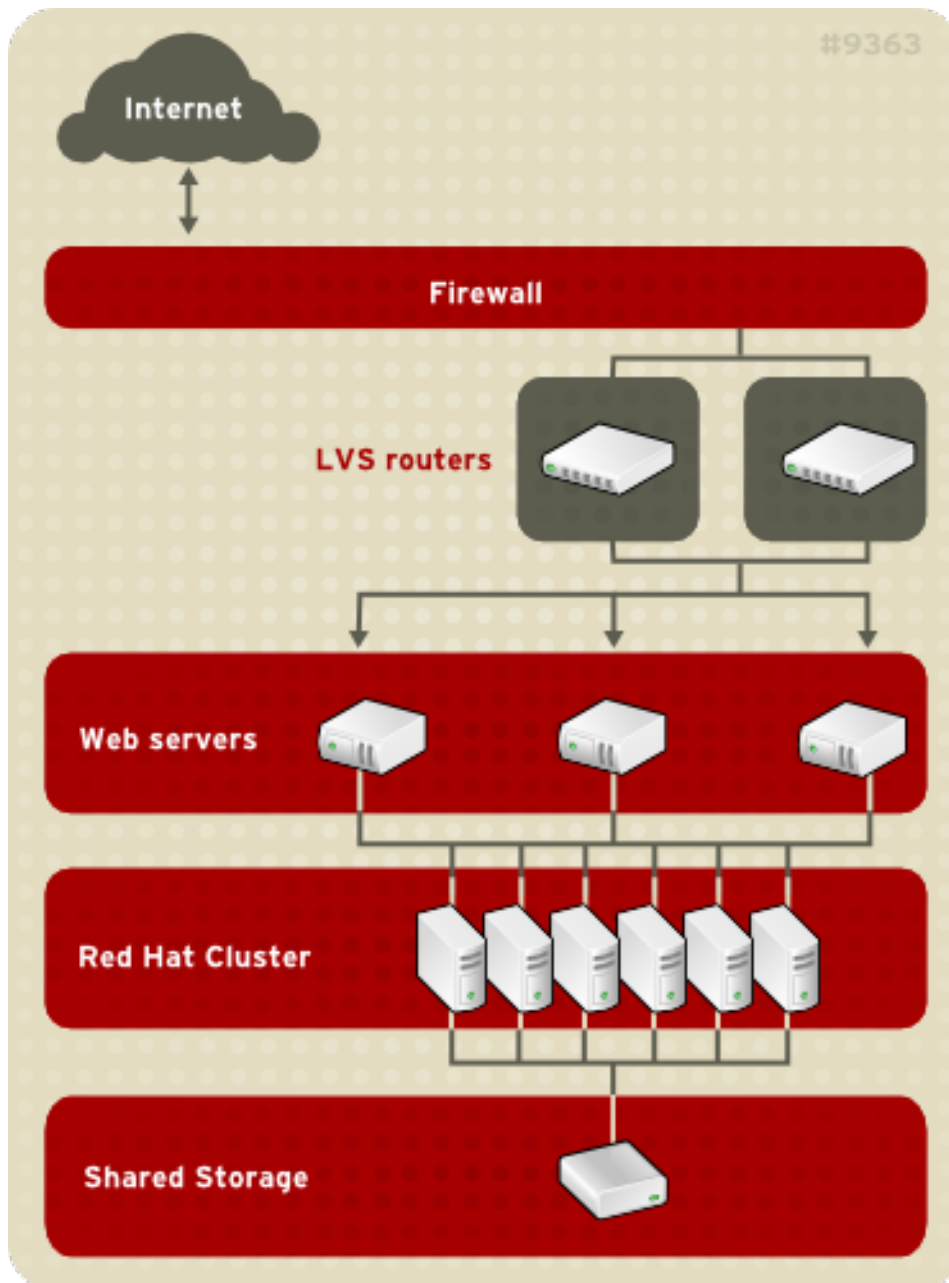 #9363
Internet
Firewall
LVS routers
Web servers
Red Hat Cluster
Shared Storage